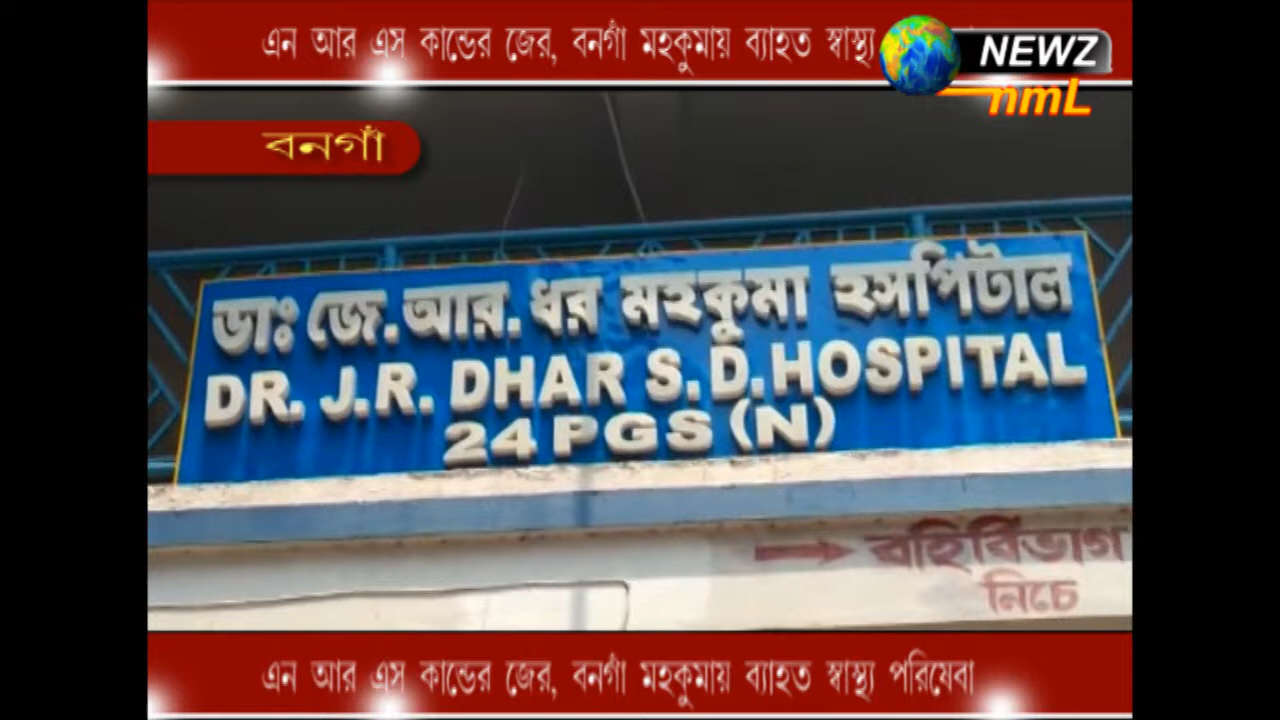 এন আর এস কান্ডের জের, বনগাঁ মহকুমায় ব্যাহত স্বাস্থ্য
NEWZ
nmL
বনগাঁ
ডাঃ জে.আর. ধর মহকুমা হসপিটাল
DR. J.R. DHAR S.D. HOSPITAL
24 PGS (N)
বহির্বিভাগ
নিচে
এন আর এস কান্ডের জের, বনগাঁ মহকুমায় ব্যাহত স্বাস্থ্য পরিষেবা